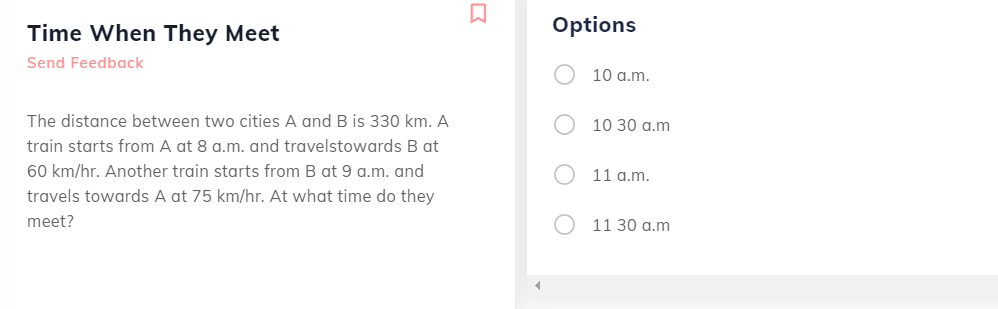 Time When They Meet
Send Feedback
The distance between two cities A and B is 330 km. A
train starts from A at 8 a.m. and travelstowards B at
60 km/hr. Another train starts from B at 9 a.m. and
travels towards A at 75 km/hr. At what time do they
meet?
Options
10 a.m.
10 30 a.m
11 a.m.
11 30 a.m